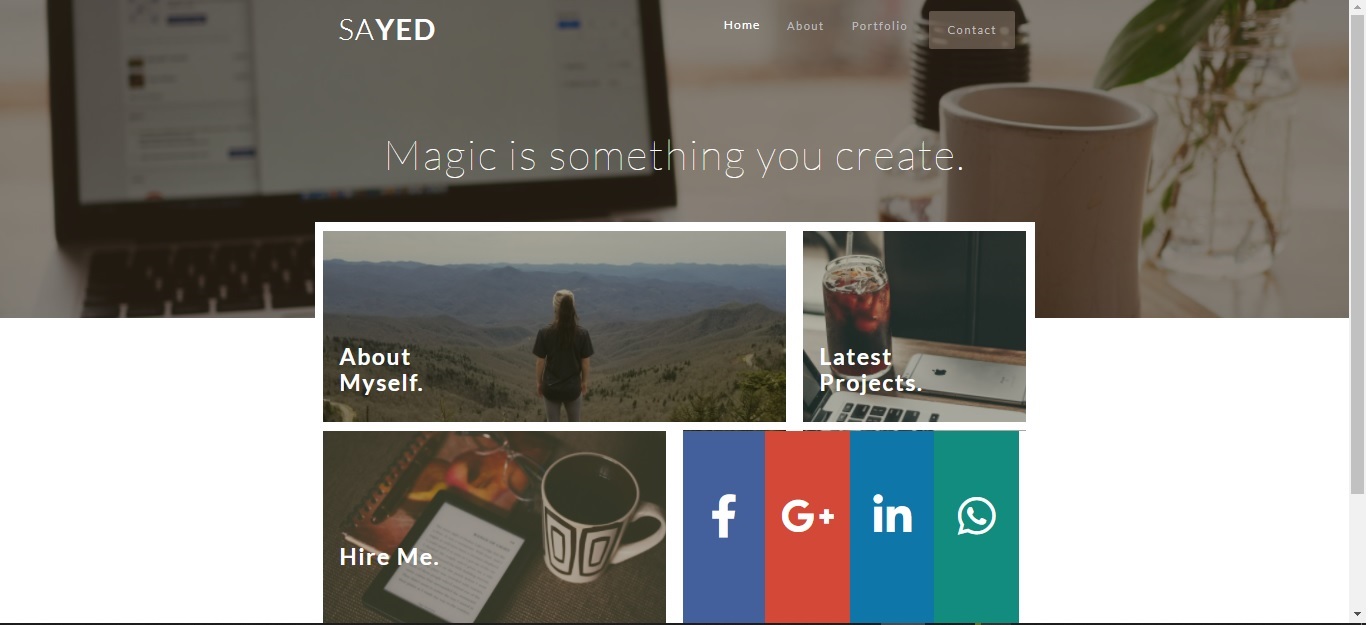 SAYED
Home About Portfolio Contact
Magic is something you create.
About
Myself.
Latest
Projects.
Hire Me.
f G+ in